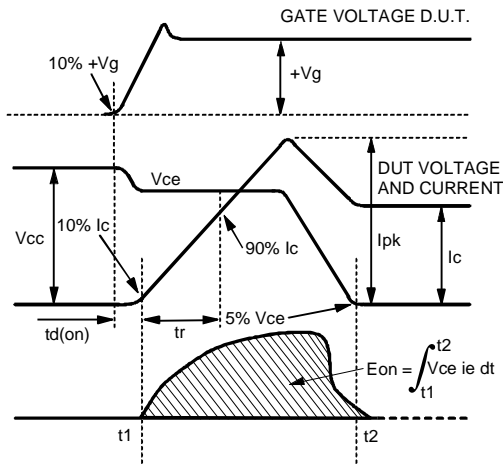 GATE VOLTAGE D.U.T.
10% +Vg
+Vg
Vce
DUT VOLTAGE
AND CURRENT
Vcc
10% Ic
90% Ic
Ipk
Ic
td(on)
tr
5% Vce
Eon = ∫ Vce ie dt
t2
t1
t1
t2